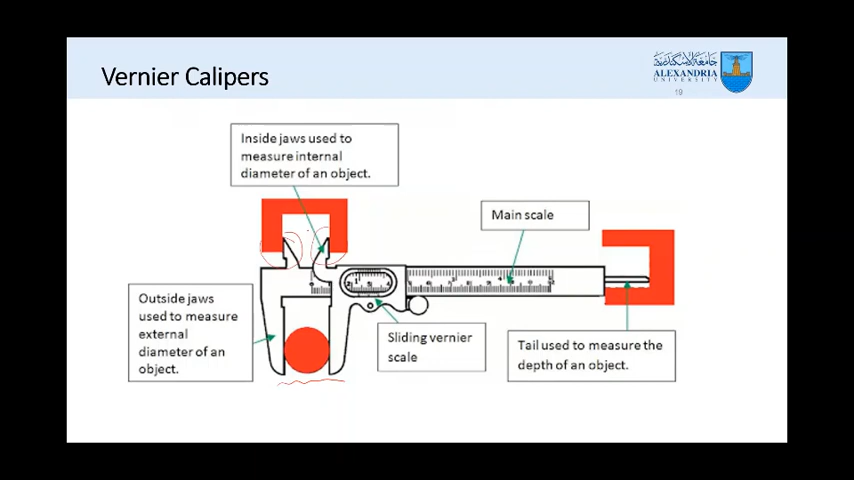 Vernier Calipers
جامعة الإسكندرية
ALEXANDRIA
UNIVERSITY
19
Inside jaws used to
measure internal
diameter of an object.
Main scale
Outside jaws
used to measure
external
diameter of an
object.
Sliding vernier
scale
Tail used to measure the
depth of an object.